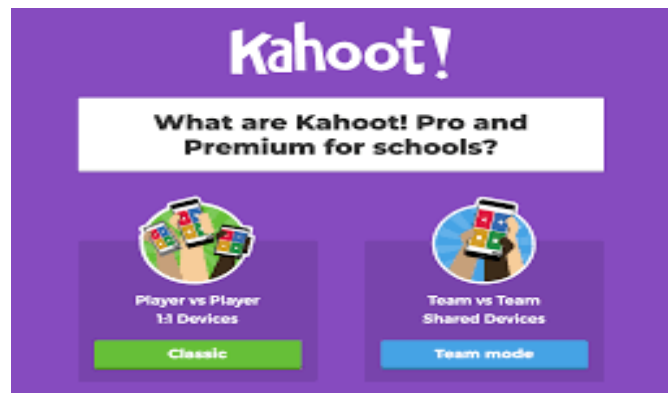 Kahoot!
What are Kahoot! Pro and
Premium for schools?
Player vs Player
1:1 Devices
Classic
Team vs Team
Shared Devices
Team mode